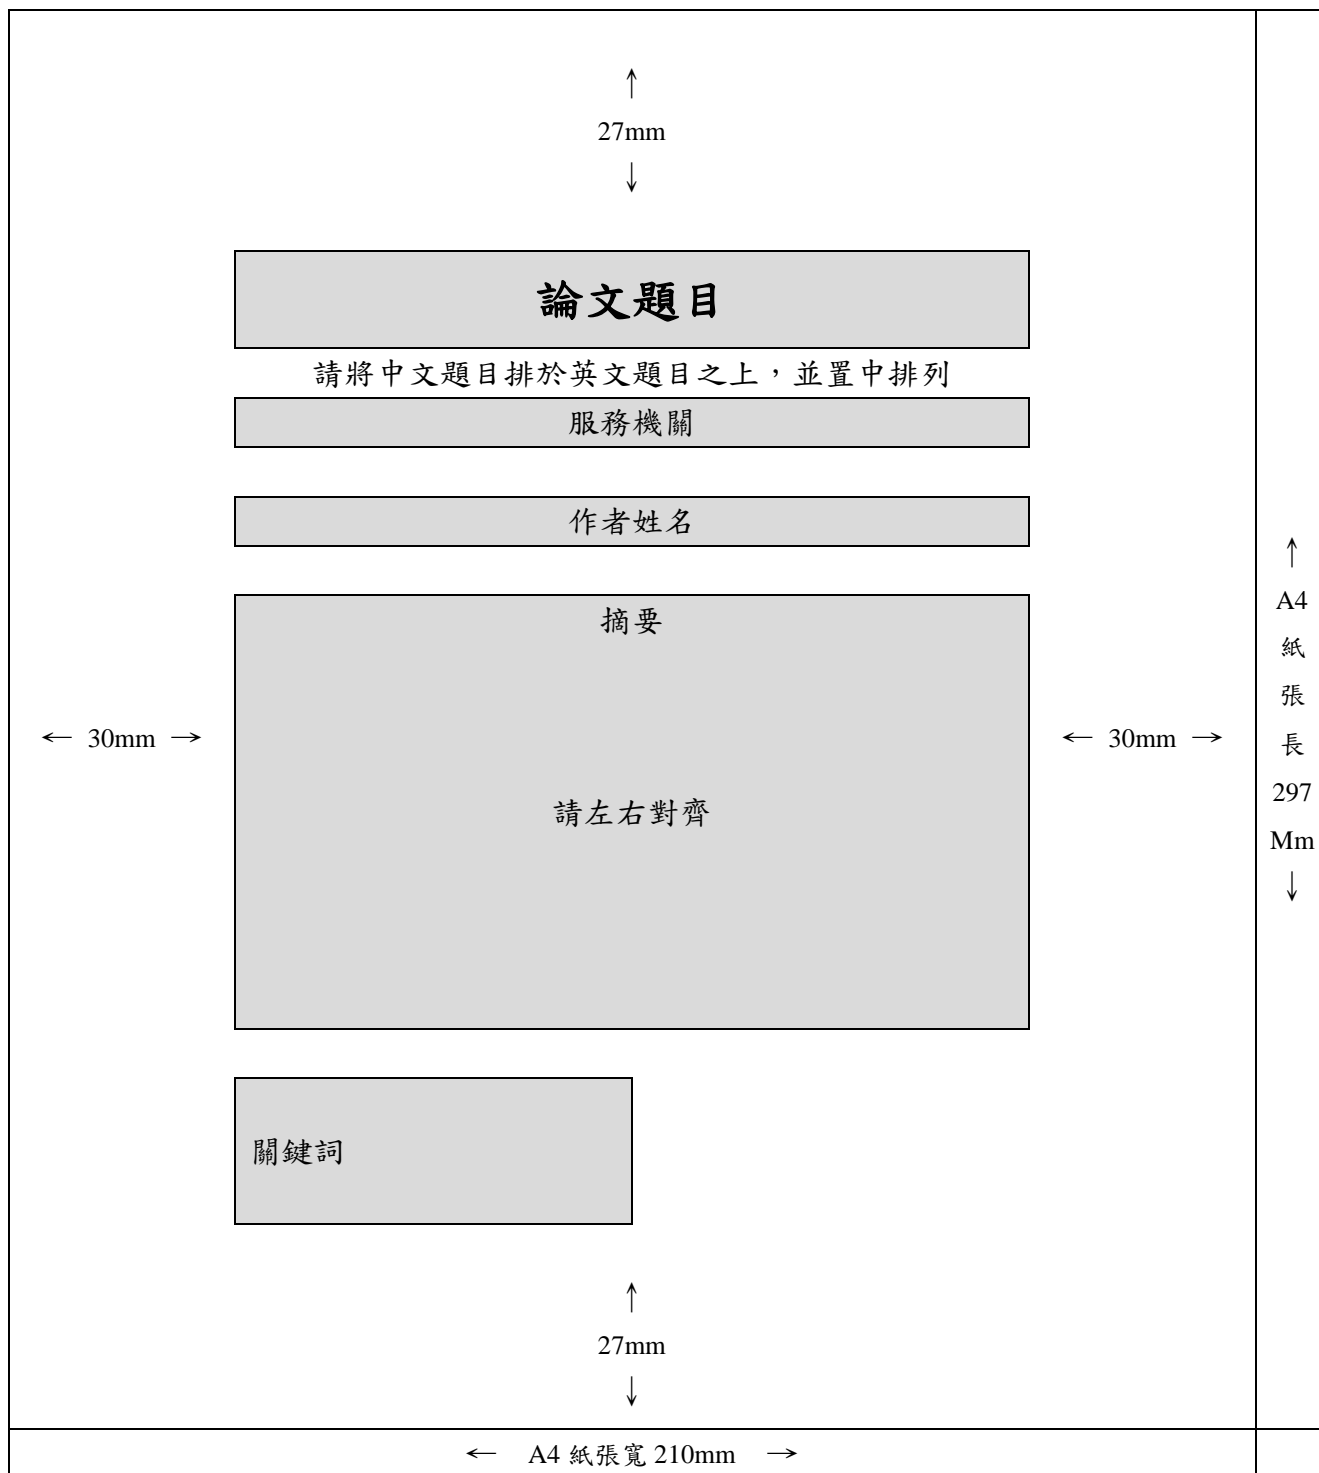 ↑
27mm
↓
論文題目
請將中文題目排於英文題目之上，並置中排列
服務機關
作者姓名
摘要
← 30mm →
請左右對齊
← 30mm →
關鍵詞
↑
27mm
↓
← A4 紙張寬 210mm →
↑
A4
紙
張
長
297
Mm
↓